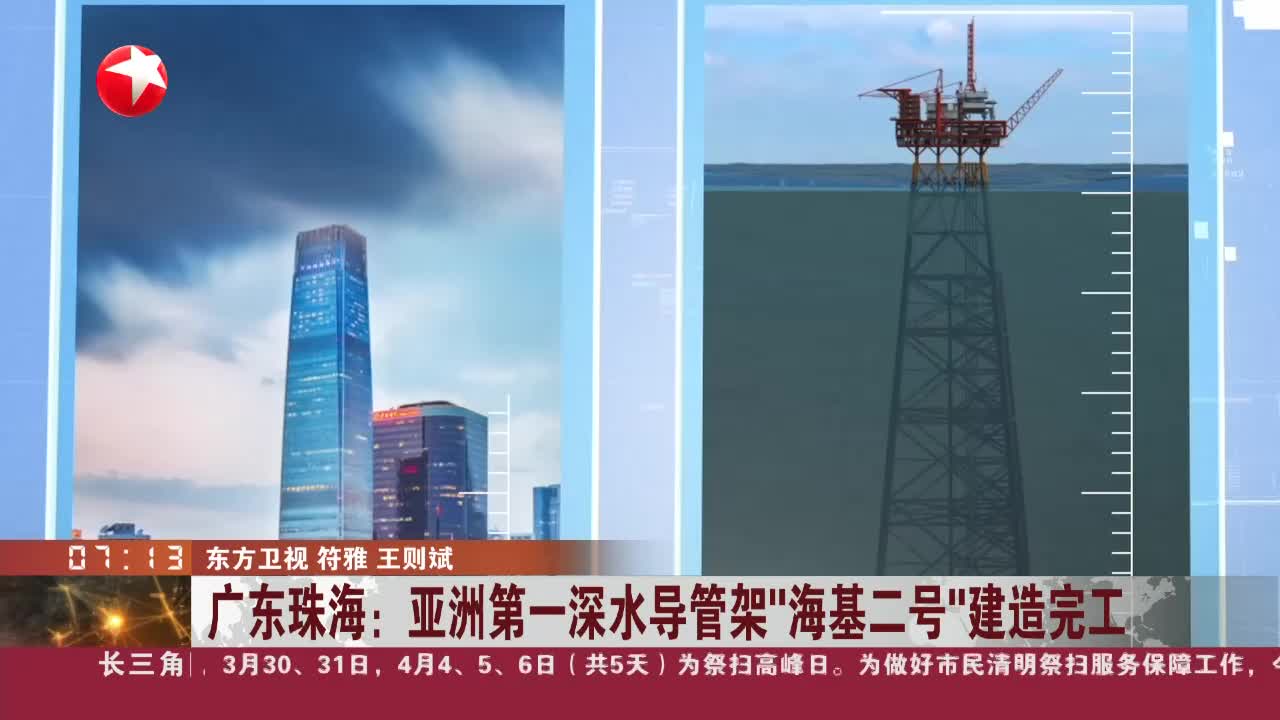 07:13 东方卫视 符雅 王则斌
广东珠海：亚洲第一深水导管架"海基二号"建造完工
长三角 ，3月30、31日，4月4、5、6日（共5天）为祭扫高峰日。为做好市民清明祭扫服务保障工作，